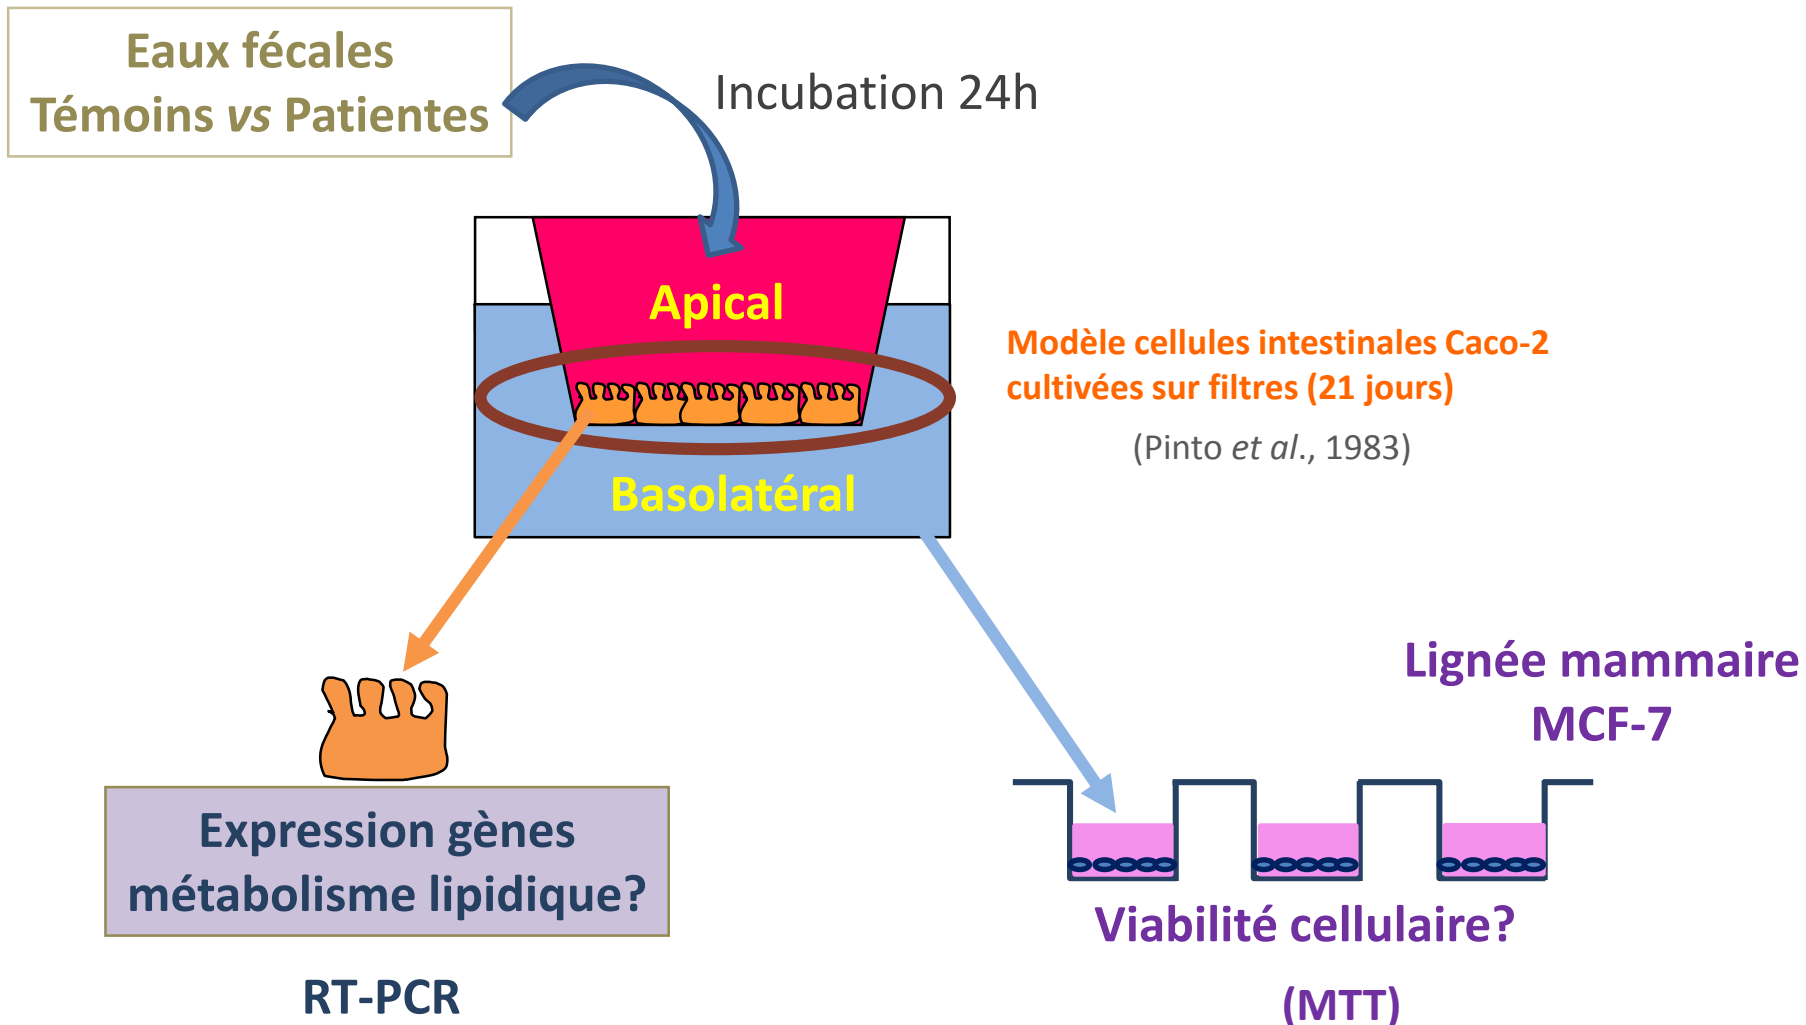 Eaux fécales
Témoins vs Patientes
Incubation 24h
Apical
Modèle cellules intestinales Caco-2
cultivées sur filtres (21 jours)
(Pinto et al., 1983)
Basolatéral
Lignée mammaire
MCF-7
Expression gènes
métabolisme lipidique?
RT-PCR
Viabilité cellulaire?
(MTT)